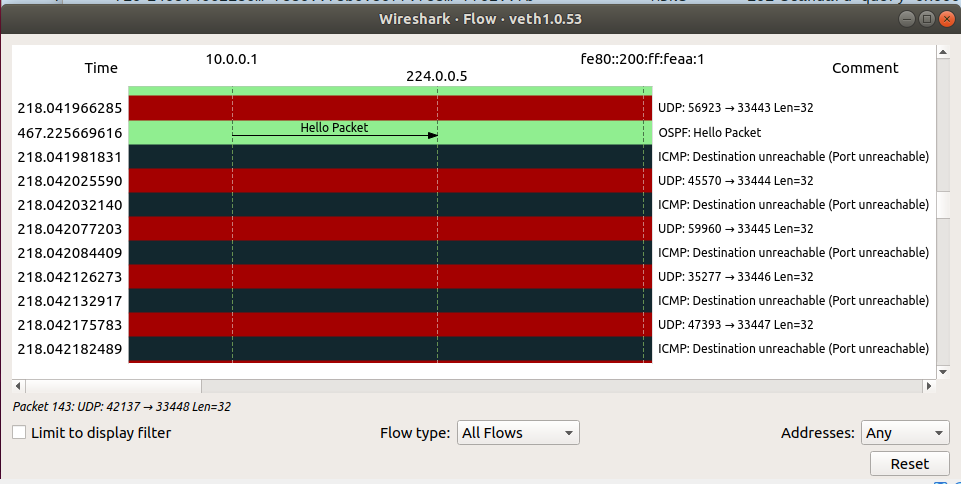 Wireshark · Flow · veth1.0.53
Time 10.0.0.1 224.0.0.5 fe80::200:ff:feaa:1 Comment
218.041966285 UDP: 56923 → 33443 Len=32
467.225669616 Hello Packet OSPF: Hello Packet
218.041981831 ICMP: Destination unreachable (Port unreachable)
218.042025590 UDP: 45570 → 33444 Len=32
218.042032140 ICMP: Destination unreachable (Port unreachable)
218.042077203 UDP: 59960 → 33445 Len=32
218.042084409 ICMP: Destination unreachable (Port unreachable)
218.042126273 UDP: 35277 → 33446 Len=32
218.042132917 ICMP: Destination unreachable (Port unreachable)
218.042175783 UDP: 47393 → 33447 Len=32
218.042182489 ICMP: Destination unreachable (Port unreachable)
Packet 143: UDP: 42137 → 33448 Len=32
Limit to display filter Flow type: All Flows Addresses: Any
Reset